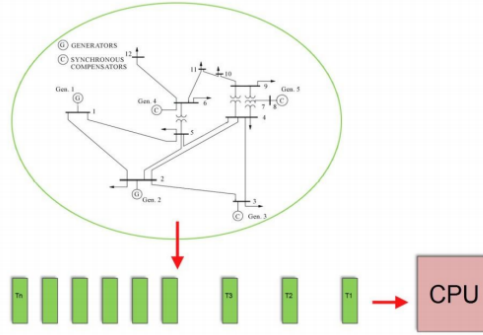 G GENERATORS
C SYNCHRONOUS
COMPENSATORS
12
11
10
9
Gen. 5
C
8
7
Gen. 1
G
Gen. 4
C
6
1
4
5
2
G
Gen. 2
3
C
Gen. 3
Tn
T3
T2
T1
CPU